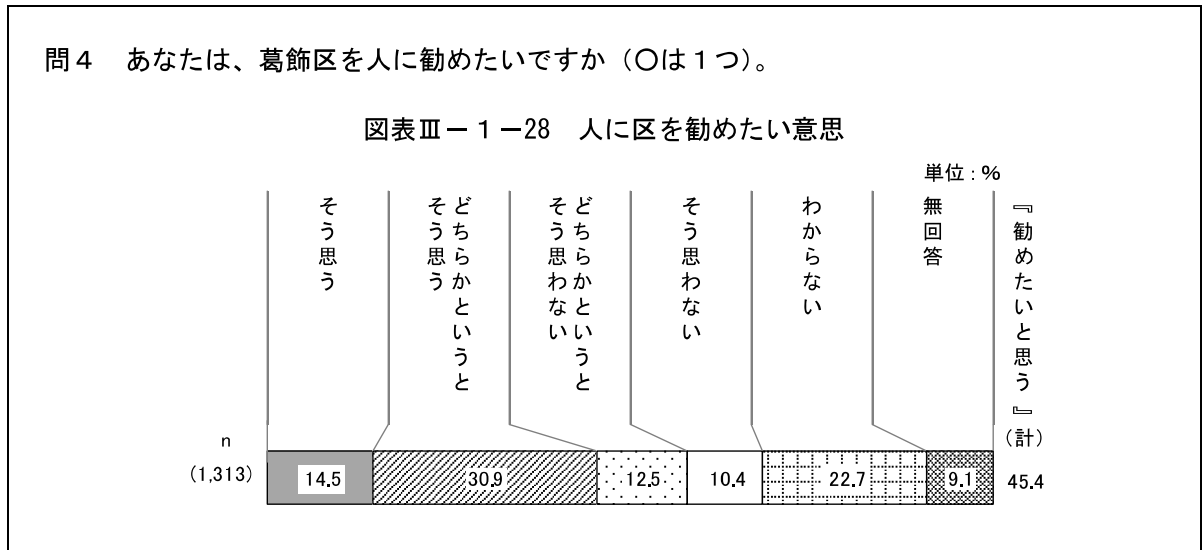 問4　あなたは、葛飾区を人に勧めたいですか（○は１つ）。
図表Ⅲ－１－28　人に区を勧めたい意思
単位：％
そう思う
どちらかというと
そう思う
どちらかというと
そう思わない
そう思わない
わからない
無回答
『勧めたいと思う』
（計）
n
(1,313)
14.5
30.9
12.5
10.4
22.7
9.1
45.4